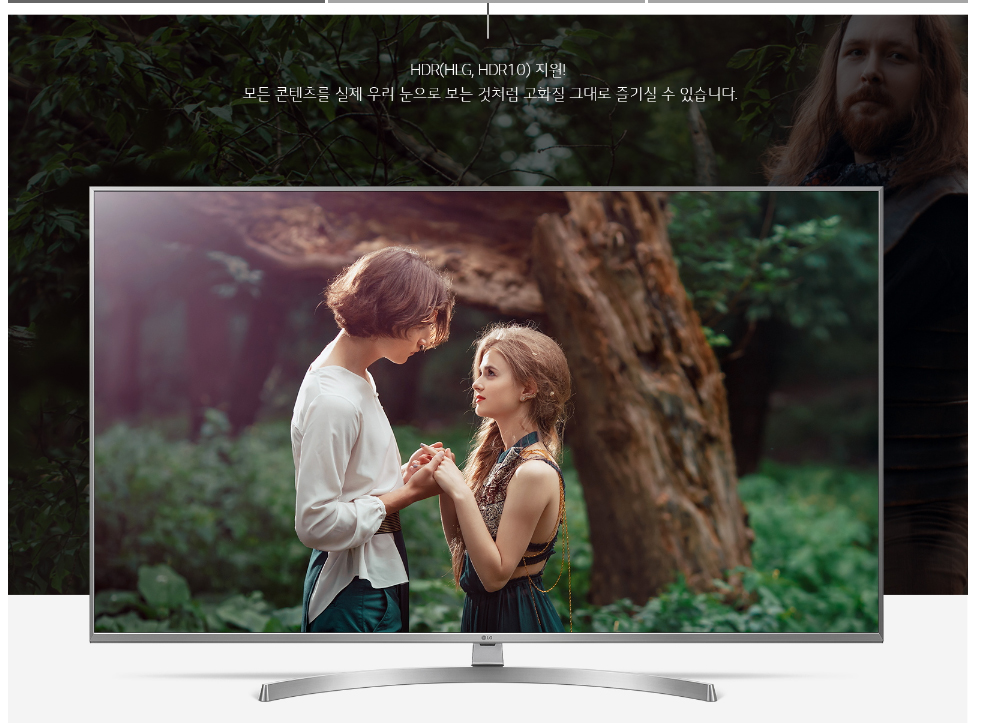 HDR(HLG, HDR10) 지원!
모든 콘텐츠를 실제 우리 눈으로 보는 것처럼 고화질 그대로 즐기실 수 있습니다.
LG